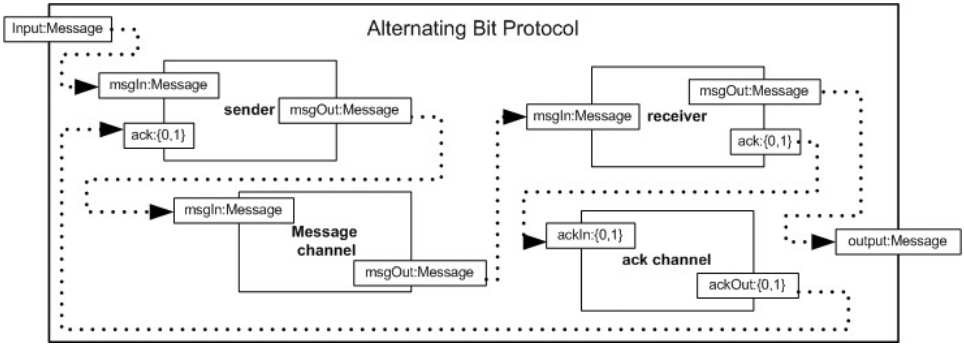 Alternating Bit Protocol
Input:Message
msgIn:Message
sender
msgOut:Message
ack:{0,1}
msgIn:Message
Message
channel
msgOut:Message
msgIn:Message
receiver
msgOut:Message
ack:{0,1}
ackIn:{0,1}
ack channel
ackOut:{0,1}
output:Message